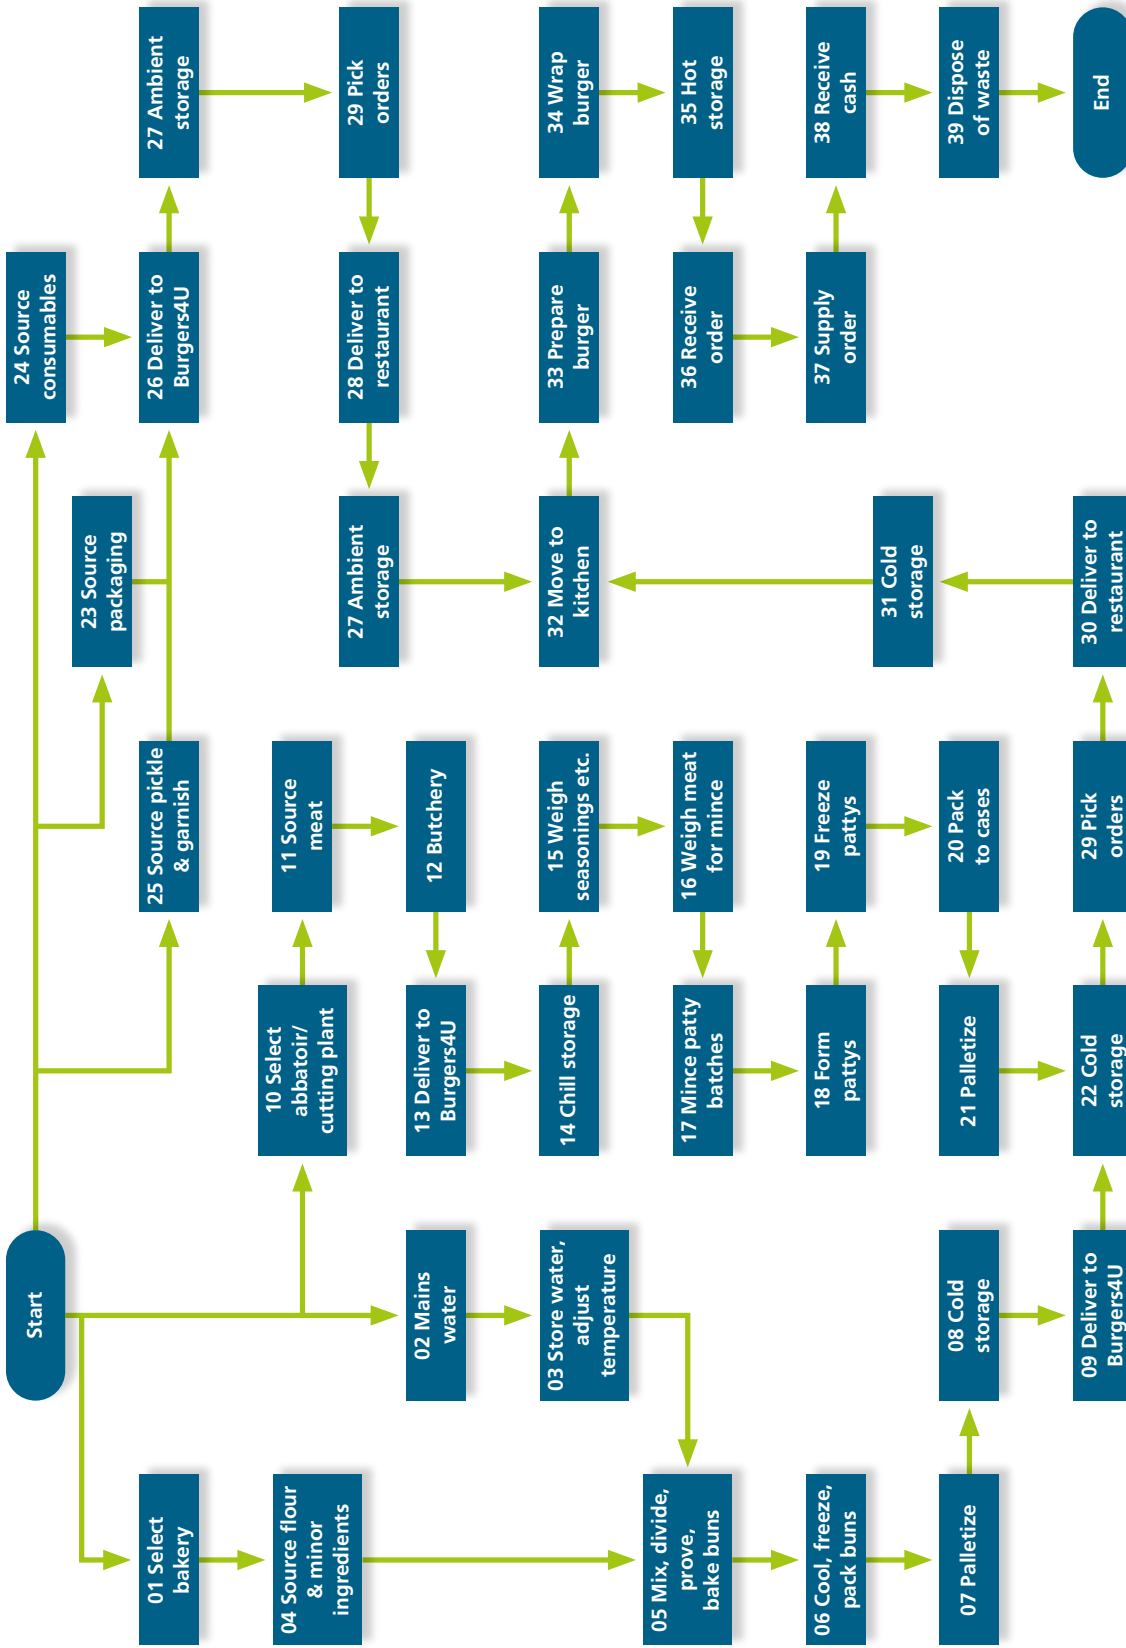 Start
01 Select
bakery
04 Source flour
& minor
ingredients
02 Mains
water
03 Store water,
adjust
temperature
05 Mix, divide,
prove,
bake buns
06 Cool, freeze,
pack buns
07 Palletize
08 Cold
storage
09 Deliver to
Burgers4U
10 Select
abbatoir/
cutting plant
11 Source
meat
12 Butchery
13 Deliver to
Burgers4U
14 Chill storage
15 Weigh
seasonings etc.
16 Weigh meat
for mince
17 Mince patty
batches
18 Form
pattys
19 Freeze
pattys
20 Pack
to cases
21 Palletize
22 Cold
storage
29 Pick
orders
30 Deliver to
restaurant
31 Cold
storage
25 Source pickle
& garnish
23 Source
packaging
24 Source
consumables
26 Deliver to
Burgers4U
27 Ambient
storage
29 Pick
orders
28 Deliver to
restaurant
27 Ambient
storage
32 Move to
kitchen
33 Prepare
burger
34 Wrap
burger
35 Hot
storage
36 Receive
order
37 Supply
order
38 Receive
cash
39 Dispose
of waste
End